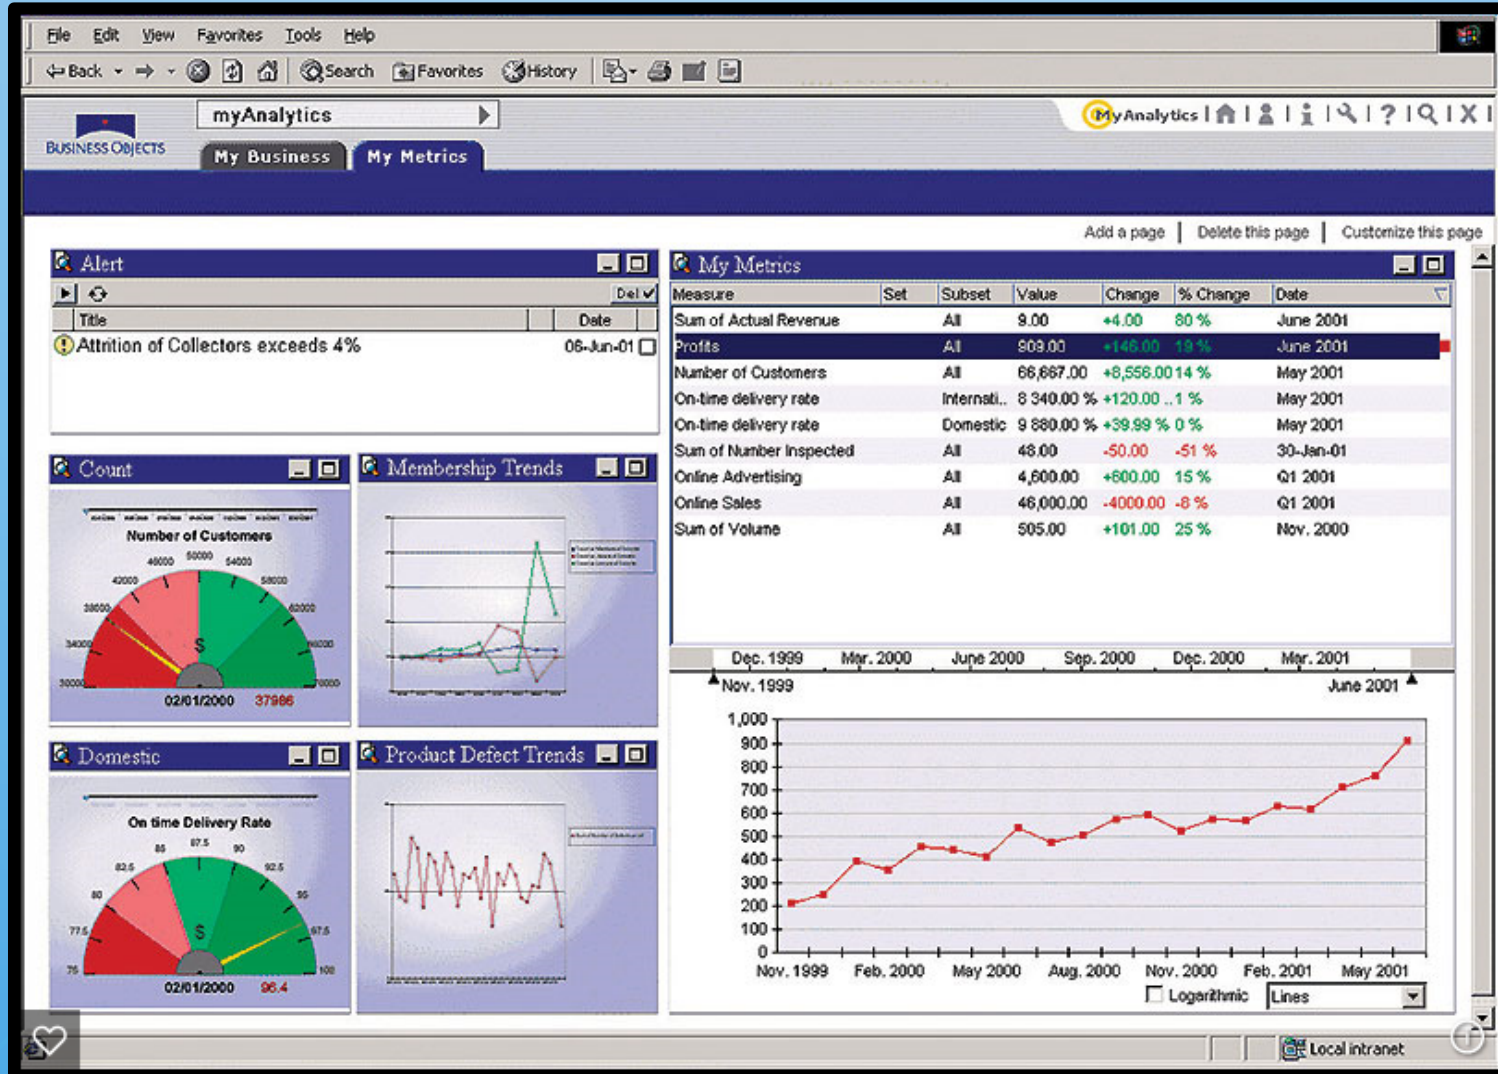 File Edit View Favorites Tools Help
Back Search Favorites History
myAnalytics
MyAnalytics
BUSINESS OBJECTS
My Business My Metrics
Add a page | Delete this page | Customize this page
Alert
Del
Title Date
Attrition of Collectors exceeds 4% 06-Jun-01
My Metrics
Measure Set Subset Value Change % Change Date
Sum of Actual Revenue All 9.00 +4.00 80 % June 2001
Profits All 909.00 +146.00 19 % June 2001
Number of Customers All 66,667.00 +8,556.00 14 % May 2001
On-time delivery rate Internati.. 8 340.00 % +120.00 .. 1 % May 2001
On-time delivery rate Domestic 9 880.00 % +39.99 % 0 % May 2001
Sum of Number Inspected All 48.00 -50.00 -51 % 30-Jan-01
Online Advertising All 4,600.00 +600.00 15 % Q1 2001
Online Sales All 46,000.00 -4000.00 -8 % Q1 2001
Sum of Volume All 505.00 +101.00 25 % Nov. 2000
Count
Number of Customers
30000 34000 38000 42000 46000 50000 54000 58000 62000 66000 70000
$
02/01/2000 37986
Membership Trends
Domestic
On time Delivery Rate
75 77.5 80 82.5 85 87.5 90 92.5 95 97.5 100
$
02/01/2000 96.4
Product Defect Trends
Dec. 1999 Mar. 2000 June 2000 Sep. 2000 Dec. 2000 Mar. 2001
Nov. 1999 June 2001
1,000
900
800
700
600
500
400
300
200
100
0
Nov. 1999 Feb. 2000 May 2000 Aug. 2000 Nov. 2000 Feb. 2001 May 2001
Logarithmic Lines
Local intranet